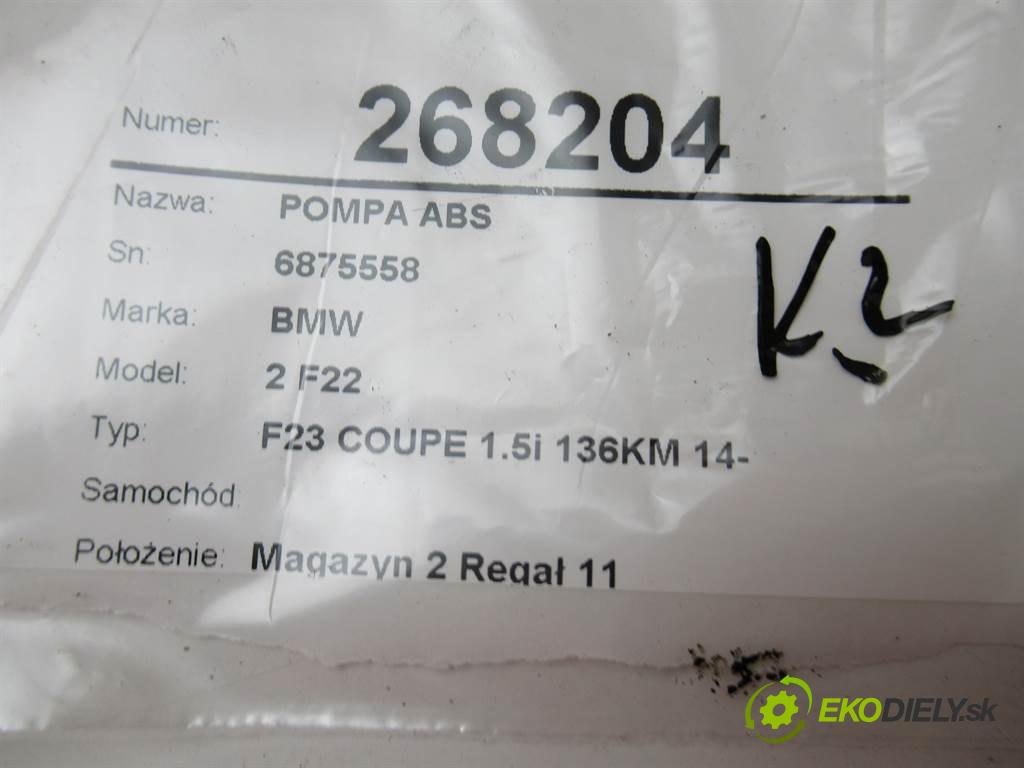 Numer: 268204
Nazwa: POMPA ABS
Sn: 6875558
Marka: BMW
Model: 2 F22
Typ: F23 COUPE 1.5i 136KM 14-
Samochód:
Położenie: Magazyn 2 Regał 11
K2
EKODIELY.sk